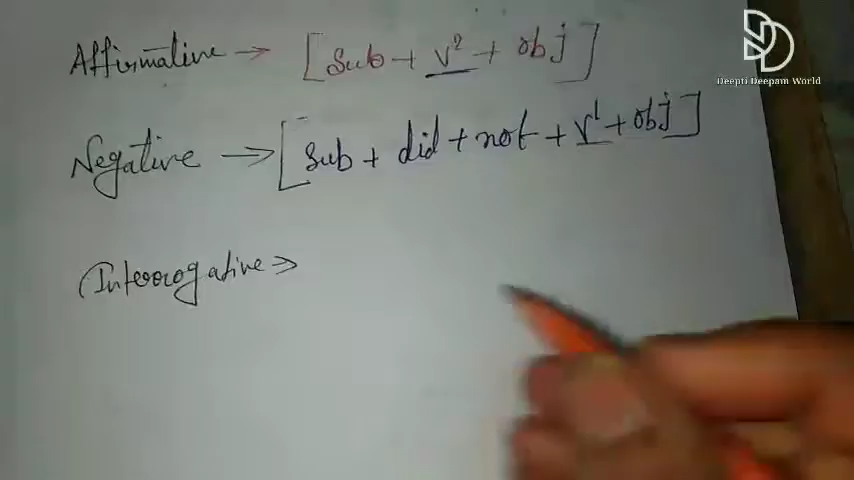 Affirmative → [Sub + V² + obj]
Deepti Deepam World
Negative → [Sub + did + not + V¹ + obj]
Interrogative →